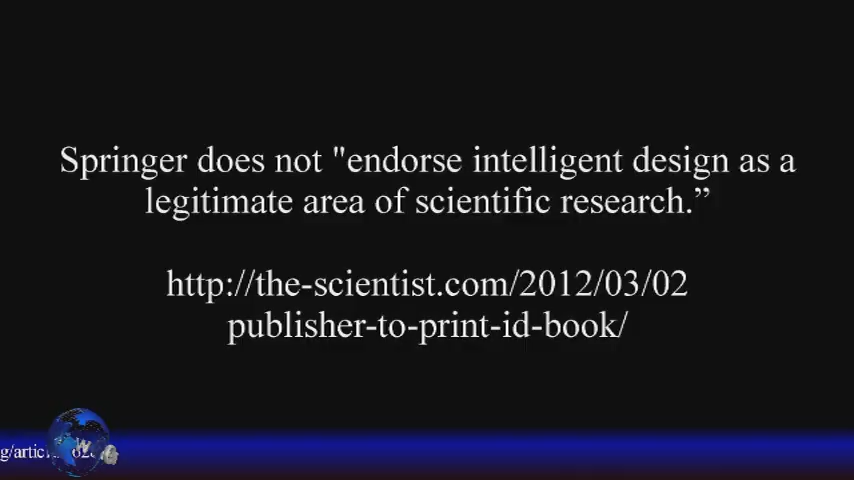 Springer does not "endorse intelligent design as a
legitimate area of scientific research.”
http://the-scientist.com/2012/03/02
publisher-to-print-id-book/